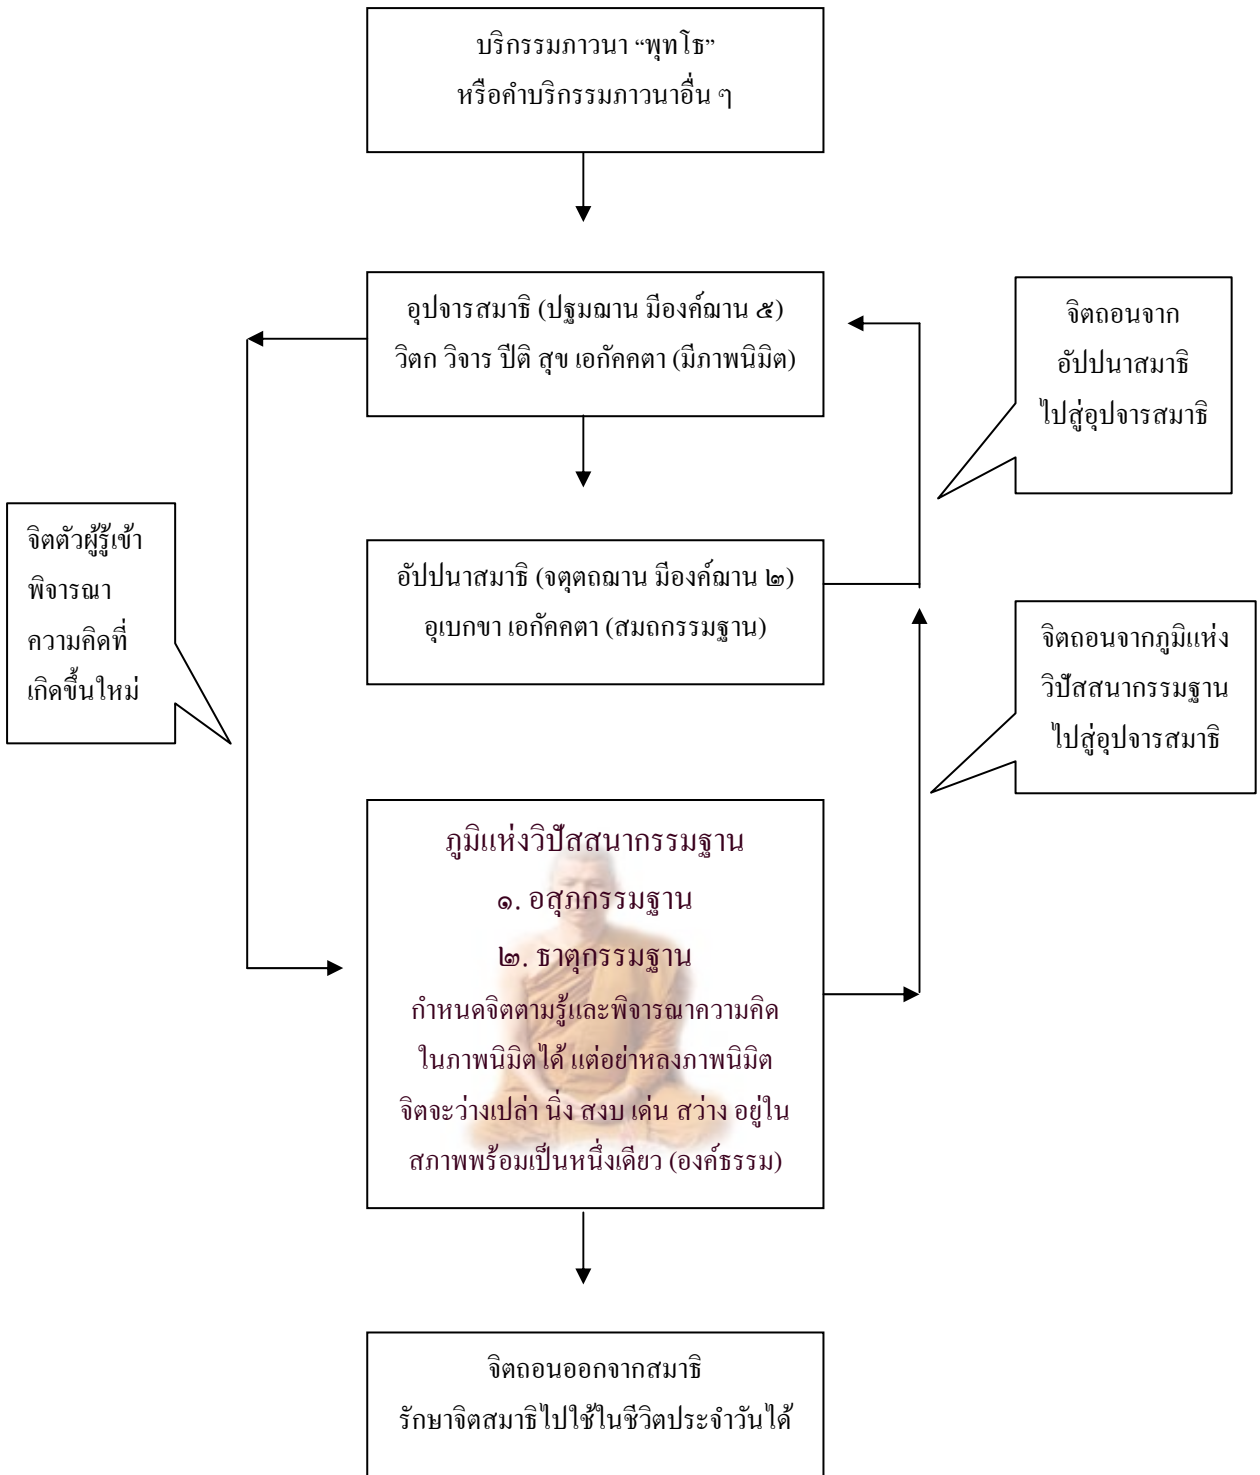 บริกรรมภาวนา “พุทโธ”
หรือคำบริกรรมภาวนาอื่น ๆ
อุปจารสมาธิ (ปฐมฌาน มีองค์ฌาน ๕)
วิตก วิจาร ปีติ สุข เอกัคคตา (มีภาพนิมิต)
จิตถอนจาก
อัปปนาสมาธิ
ไปสู่อุปจารสมาธิ
จิตตัวผู้รู้เข้า
พิจารณา
ความคิดที่
เกิดขึ้นใหม่
อัปปนาสมาธิ (จตุตถฌาน มีองค์ฌาน ๒)
อุเบกขา เอกัคคตา (สมถกรรมฐาน)
จิตถอนจากภูมิแห่ง
วิปัสสนากรรมฐาน
ไปสู่อุปจารสมาธิ
ภูมิแห่งวิปัสสนากรรมฐาน
๑. อสุภกรรมฐาน
๒. ธาตุกรรมฐาน
กำหนดจิตตามรู้และพิจารณาความคิด
ในภาพนิมิตได้ แต่อย่าหลงภาพนิมิต
จิตจะว่างเปล่า นิ่ง สงบ เด่น สว่าง อยู่ใน
สภาพพร้อมเป็นหนึ่งเดียว (องค์ธรรม)
จิตถอนออกจากสมาธิ
รักษาจิตสมาธิไปใช้ในชีวิตประจำวันได้